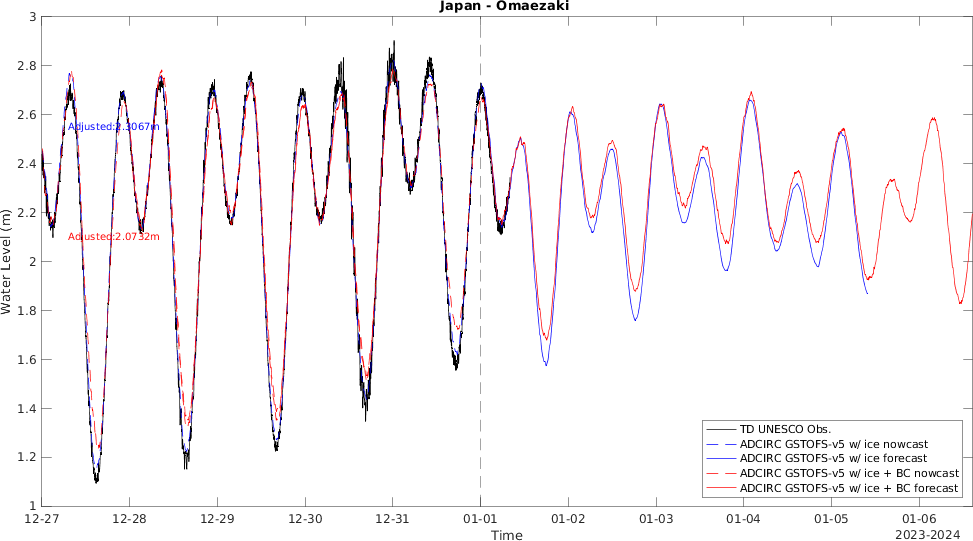 Japan - Omaezaki
3
2.8
2.6
2.4
2.2
2
1.8
1.6
1.4
1.2
1
Water Level (m)
Adjusted:2.3067m
Adjusted:2.0732m
TD UNESCO Obs.
ADCIRC GSTOFS-v5 w/ ice nowcast
ADCIRC GSTOFS-v5 w/ ice forecast
ADCIRC GSTOFS-v5 w/ ice + BC nowcast
ADCIRC GSTOFS-v5 w/ ice + BC forecast
12-27 12-28 12-29 12-30 12-31 01-01 01-02 01-03 01-04 01-05 01-06
Time
2023-2024